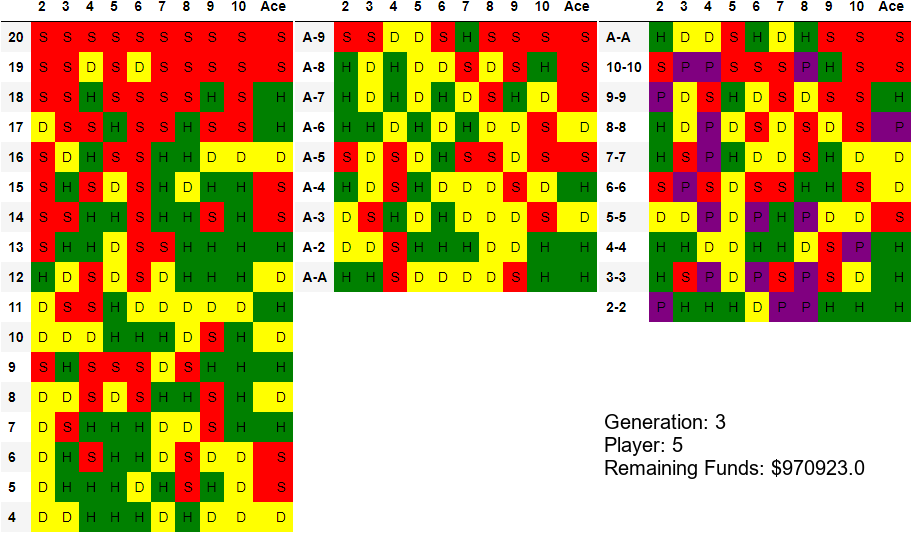 2 3 4 5 6 7 8 9 10 Ace
20 S S S S S S S S S S
19 S S D S D S S S S S
18 S S H S S S S H S H
17 D S S H S S H S S H
16 S D H S S H H D D D
15 S H S D S H D H H S
14 S S H H S H H S H S
13 S H H D S S H H H H
12 H D S D S D H H H D
11 D S S H D D D D D H
10 D D D H H H D S H D
9 S H S S S D S H H H
8 D D S D S H H S H D
7 D S H H H D D S H H
6 D H S H H D S D D S
5 D H H H D H S H D S
4 D D H H H D H D D D
2 3 4 5 6 7 8 9 10 Ace
A-9 S S D D S H S S S S
A-8 H D H D D S D S H S
A-7 H D H D H D S H D S
A-6 H H D H D H D D S D
A-5 S D S D H S S D S S
A-4 H D S H D D D S D H
A-3 D S H D H D D D S D
A-2 D D S H H H D D H H
A-A H H S D D D D S H H
2 3 4 5 6 7 8 9 10 Ace
A-A H D D S H D H S S S
10-10 S P P S S S P H S S
9-9 P D S H D S D S S H
8-8 H D P D S D S D S P
7-7 H S P H D D S H D D
6-6 S P S D S S H H S D
5-5 D D P D P H P D D S
4-4 H H D D H H D S P H
3-3 H S P D P S P S D H
2-2 P H H H D P P H H H
Generation: 3
Player: 5
Remaining Funds: $970923.0